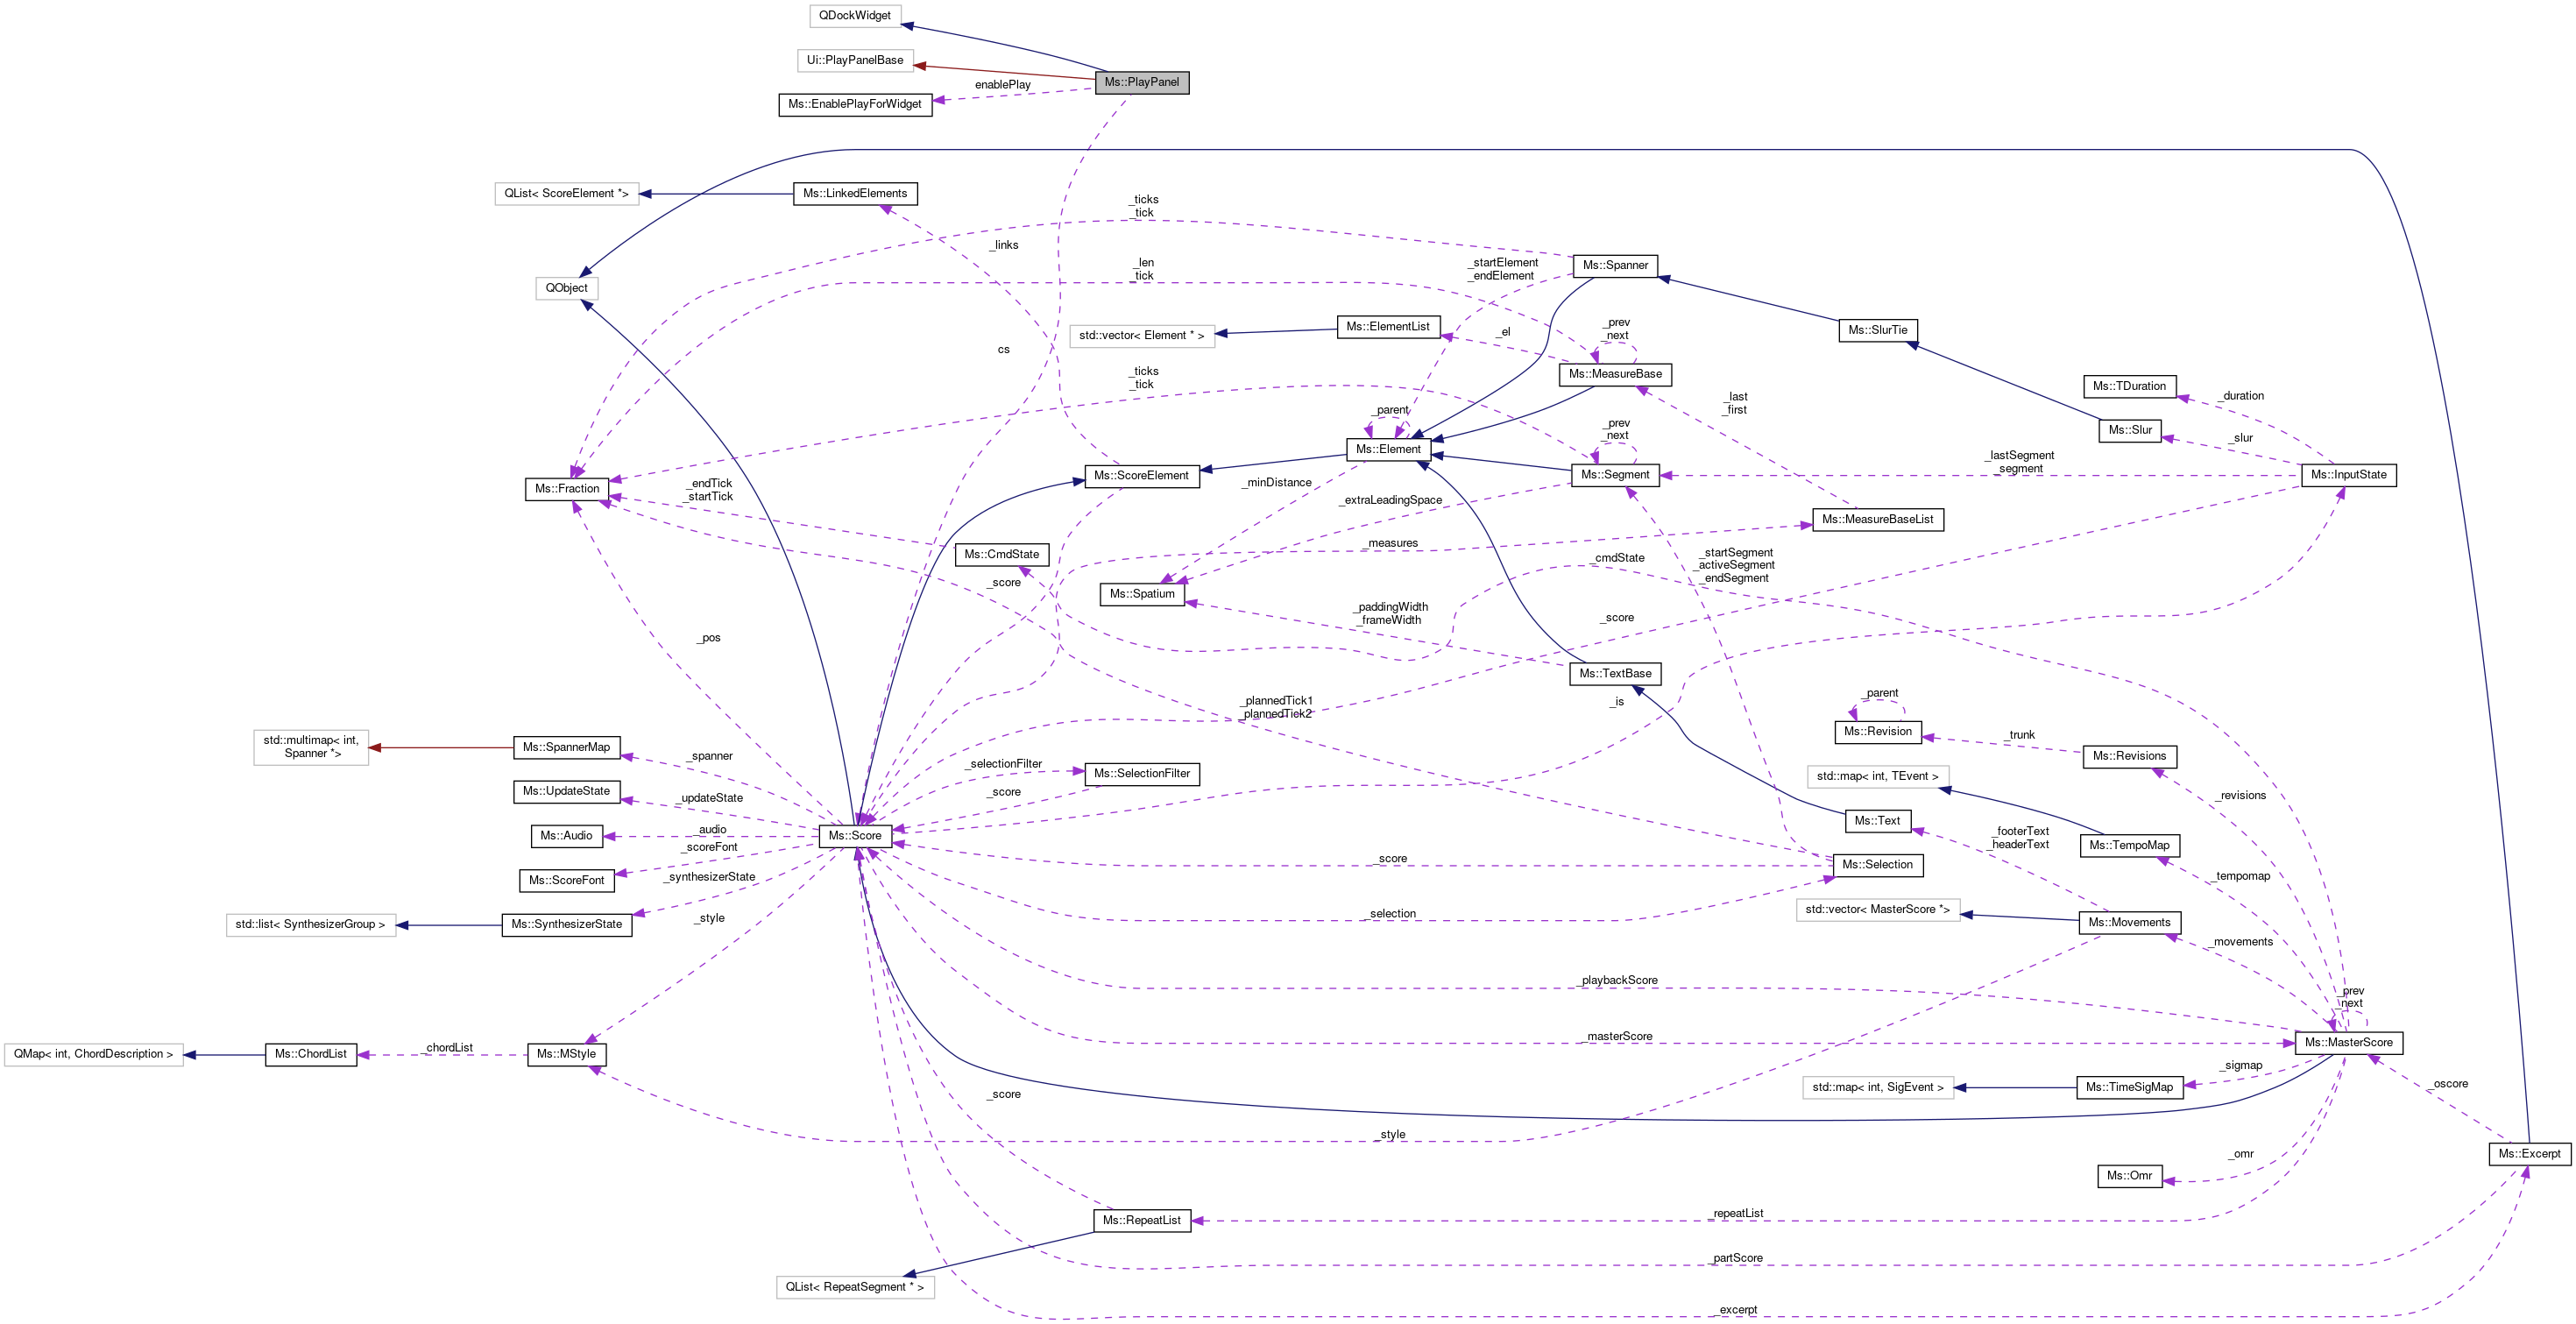 QDockWidget
Ui::PlayPanelBase
Ms::PlayPanel
enablePlay
Ms::EnablePlayForWidget
QList< ScoreElement *>
Ms::LinkedElements
_ticks
_tick
_links
_len
_tick
_startElement
_endElement
Ms::Spanner
QObject
cs
std::vector< Element * >
Ms::ElementList
_el
_prev
_next
Ms::SlurTie
Ms::MeasureBase
_ticks
_tick
_parent
_last
_first
Ms::TDuration
_duration
_prev
_next
Ms::Slur
_slur
Ms::Element
Ms::ScoreElement
Ms::Segment
_lastSegment
_segment
Ms::InputState
Ms::Fraction
_endTick
_startTick
_minDistance
_extraLeadingSpace
Ms::MeasureBaseList
Ms::CmdState
_measures
_cmdState
_startSegment
_activeSegment
_endSegment
_score
Ms::Spatium
_paddingWidth
_frameWidth
_score
_pos
Ms::TextBase
_plannedTick1
_plannedTick2
_is
_parent
Ms::Revision
_trunk
Ms::Revisions
std::multimap< int,
Spanner *>
Ms::SpannerMap
_spanner
_selectionFilter
Ms::SelectionFilter
std::map< int, TEvent >
Ms::UpdateState
_updateState
_score
_revisions
Ms::Audio
_audio
Ms::Score
Ms::Text
_footerText
_headerText
Ms::TempoMap
_scoreFont
_score
Ms::Selection
Ms::ScoreFont
_synthesizerState
_tempomap
std::list< SynthesizerGroup >
Ms::SynthesizerState
_style
_selection
std::vector< MasterScore *>
Ms::Movements
_movements
_playbackScore
_prev
_next
_masterScore
Ms::MasterScore
QMap< int, ChordDescription >
Ms::ChordList
_chordList
Ms::MStyle
_sigmap
std::map< int, SigEvent >
Ms::TimeSigMap
_oscore
_score
_style
Ms::Excerpt
_omr
Ms::Omr
Ms::RepeatList
_repeatList
_partScore
QList< RepeatSegment * >
_excerpt